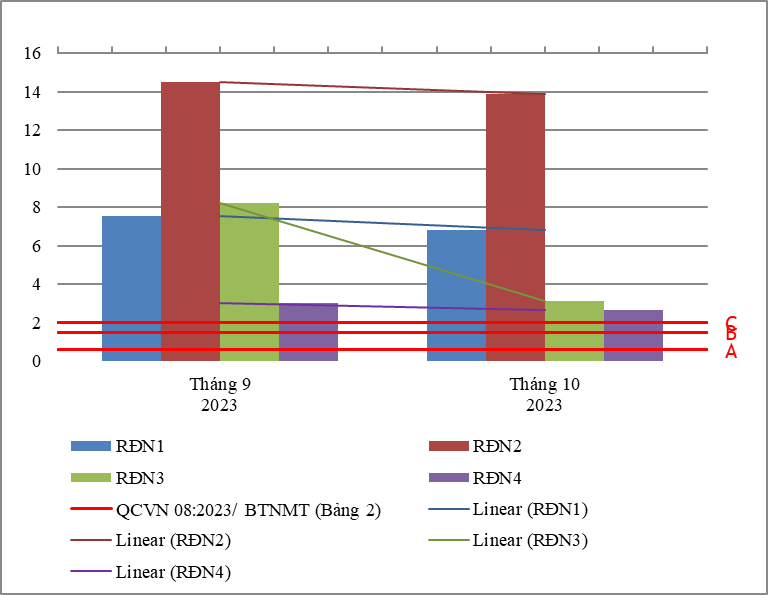 16
14
12
10
8
6
4
2
0
C
B
A
Tháng 9
2023
Tháng 10
2023
RĐN1
RĐN2
RĐN3
RĐN4
QCVN 08:2023/ BTNMT (Bảng 2)
Linear (RĐN1)
Linear (RĐN2)
Linear (RĐN3)
Linear (RĐN4)